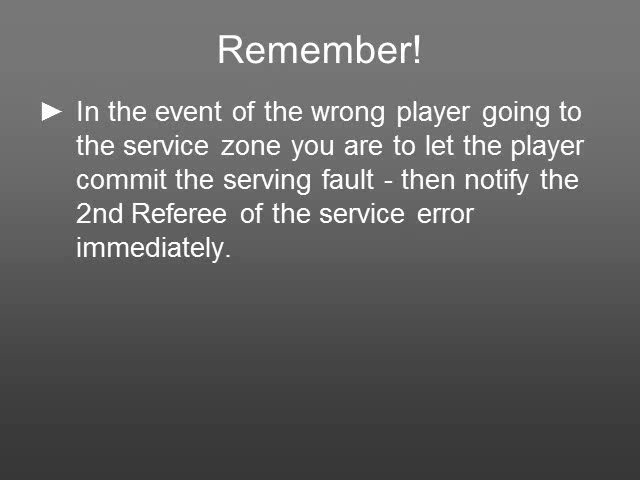 Remember!
► In the event of the wrong player going to
the service zone you are to let the player
commit the serving fault - then notify the
2nd Referee of the service error
immediately.